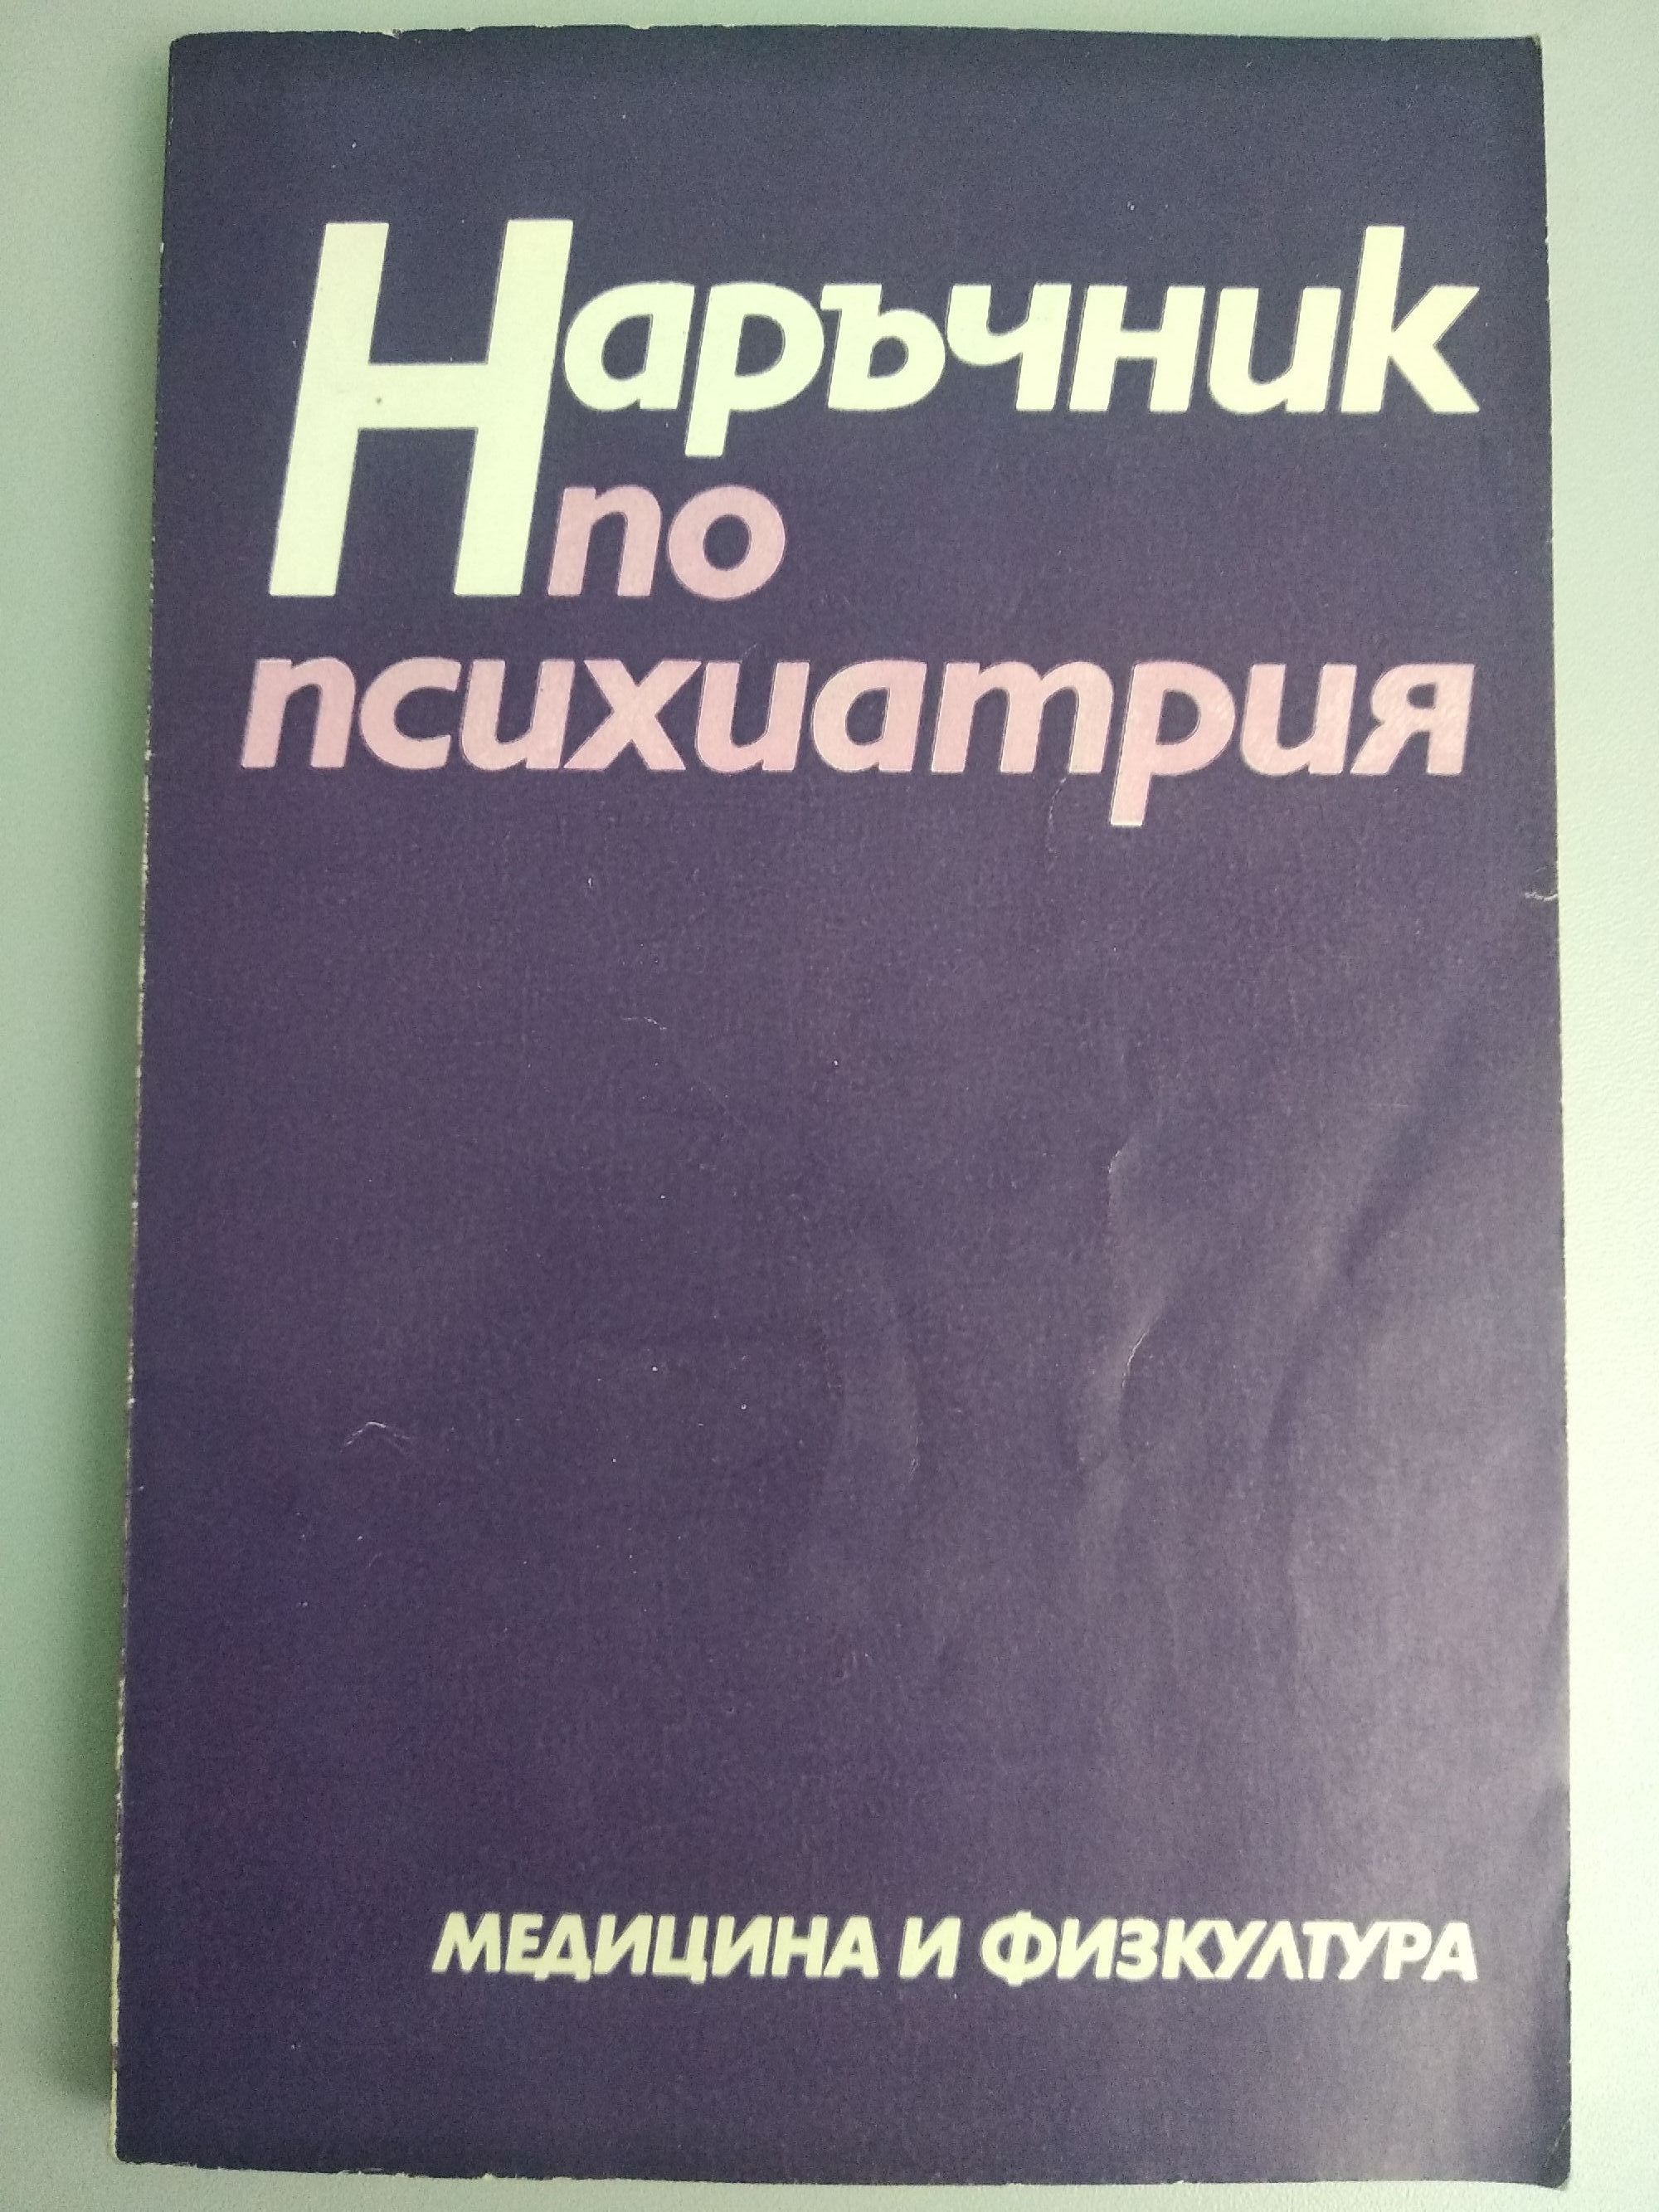 Наръчник
по
психиатрия
МЕДИЦИНА И ФИЗКУЛТУРА